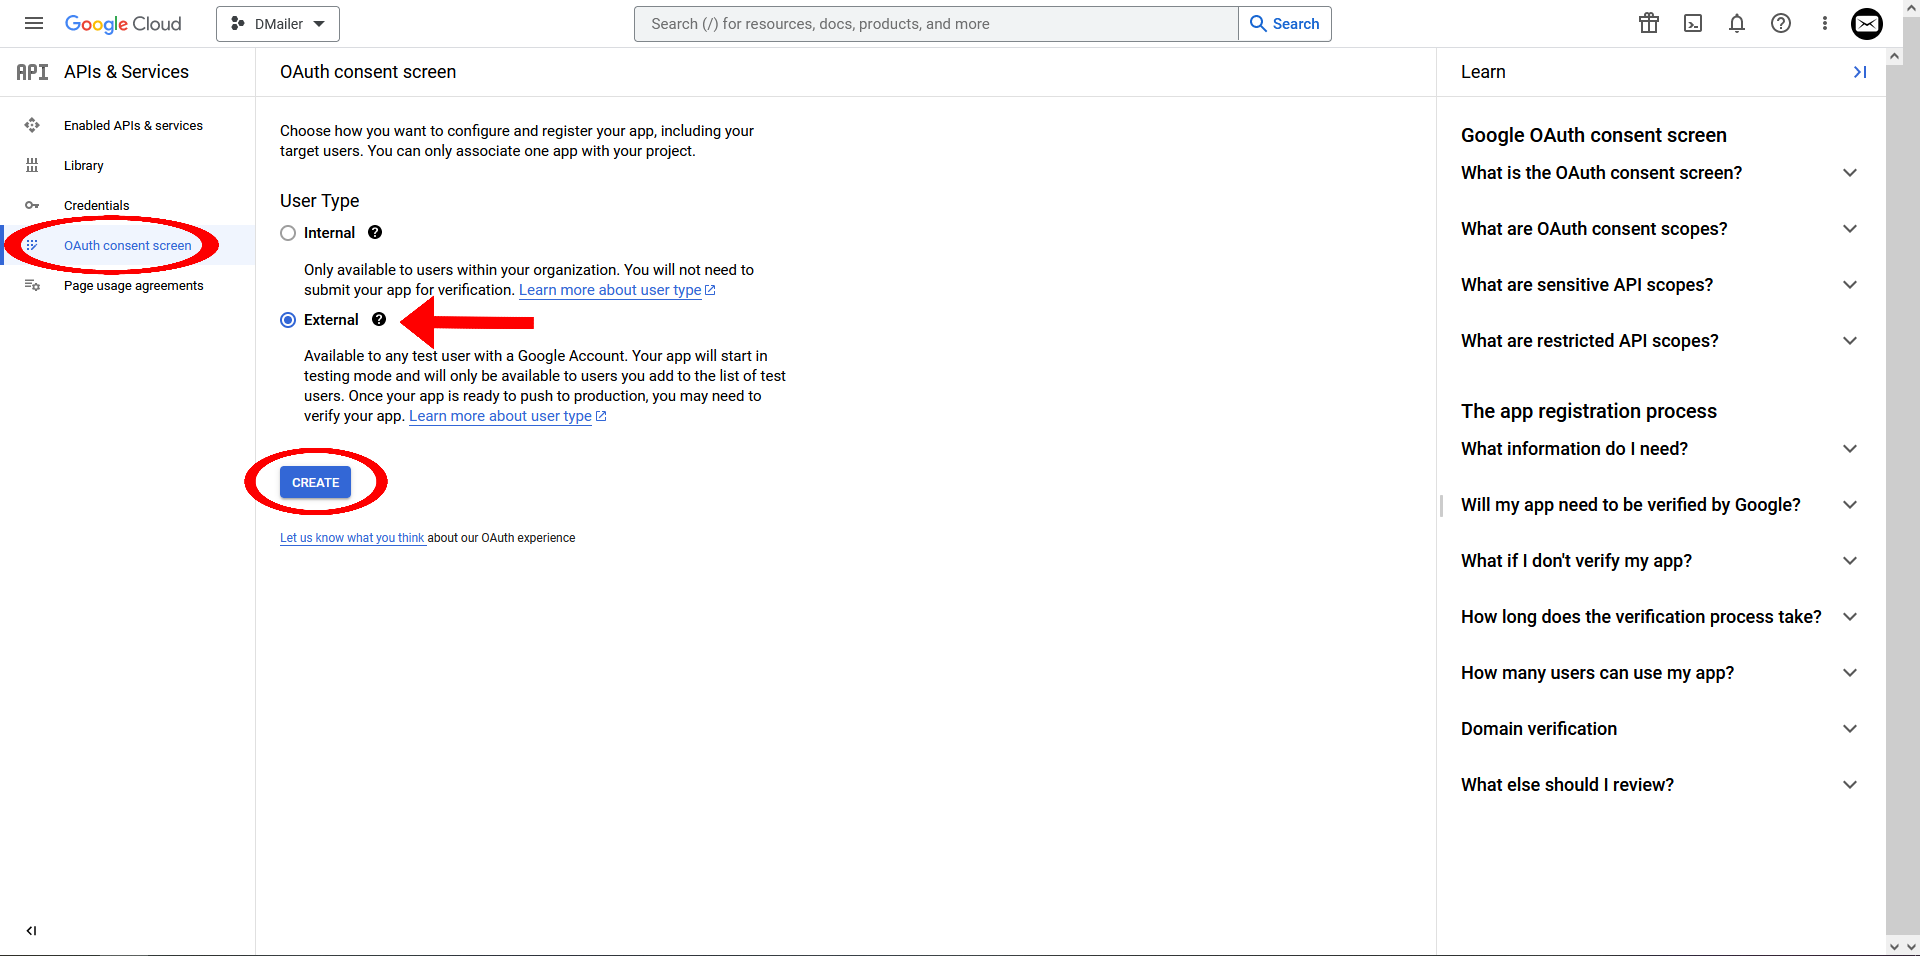 Google Cloud
DMailer
Search (/) for resources, docs, products, and more
Search
API APIs & Services
Enabled APIs & services
Library
Credentials
OAuth consent screen
Page usage agreements
OAuth consent screen
Choose how you want to configure and register your app, including your
target users. You can only associate one app with your project.
User Type
Internal
Only available to users within your organization. You will not need to
submit your app for verification. Learn more about user type
External
Available to any test user with a Google Account. Your app will start in
testing mode and will only be available to users you add to the list of test
users. Once your app is ready to push to production, you may need to
verify your app. Learn more about user type
CREATE
Let us know what you think about our OAuth experience
Learn
Google OAuth consent screen
What is the OAuth consent screen?
What are OAuth consent scopes?
What are sensitive API scopes?
What are restricted API scopes?
The app registration process
What information do I need?
Will my app need to be verified by Google?
What if I don't verify my app?
How long does the verification process take?
How many users can use my app?
Domain verification
What else should I review?